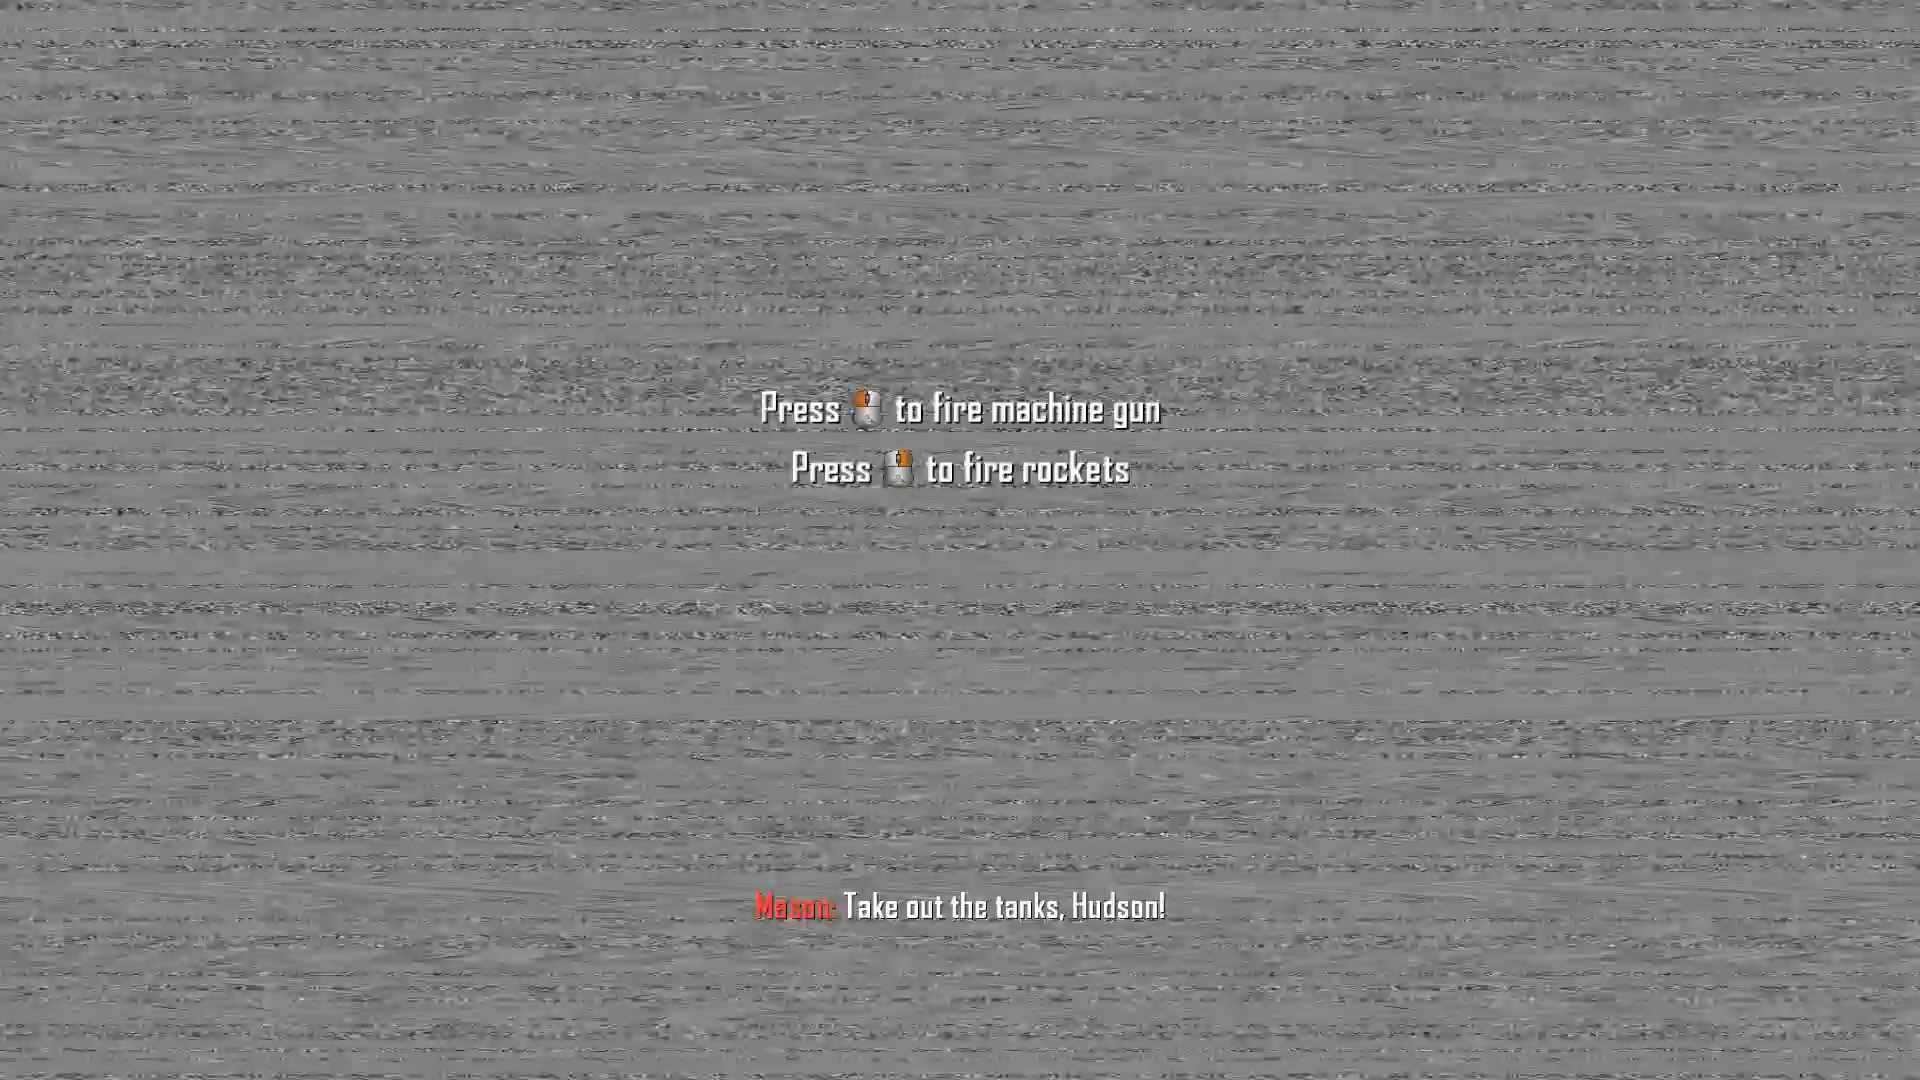 Press to fire machine gun
Press to fire rockets
Mason: Take out the tanks, Hudson!